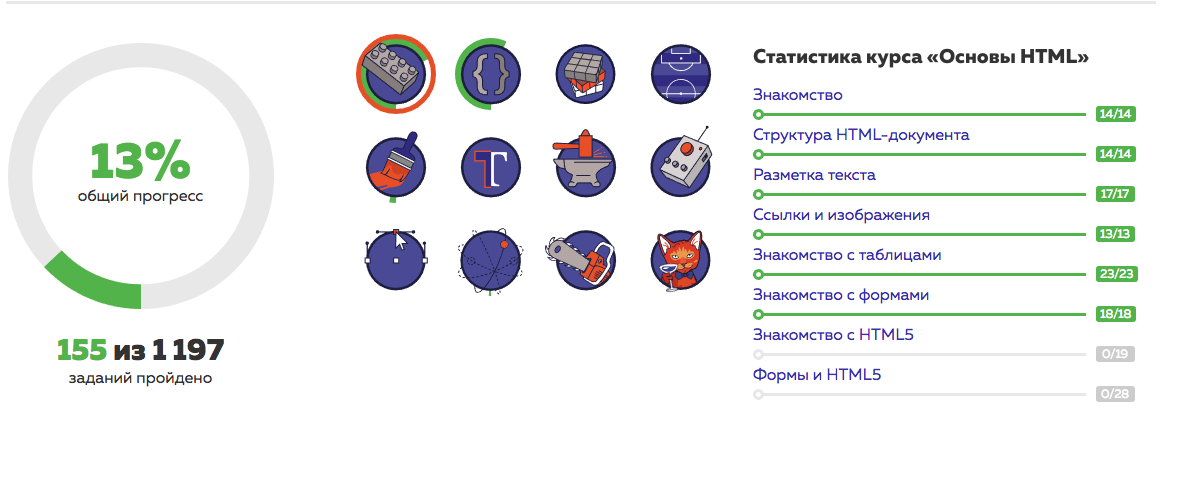 13%
общий прогресс
155 из 1 197
заданий пройдено
T
Статистика курса «Основы HTML»
Знакомство
14/14
Структура HTML-документа
14/14
Разметка текста
17/17
Ссылки и изображения
13/13
Знакомство с таблицами
23/23
Знакомство с формами
18/18
Знакомство с HTML5
0/19
Формы и HTML5
0/28